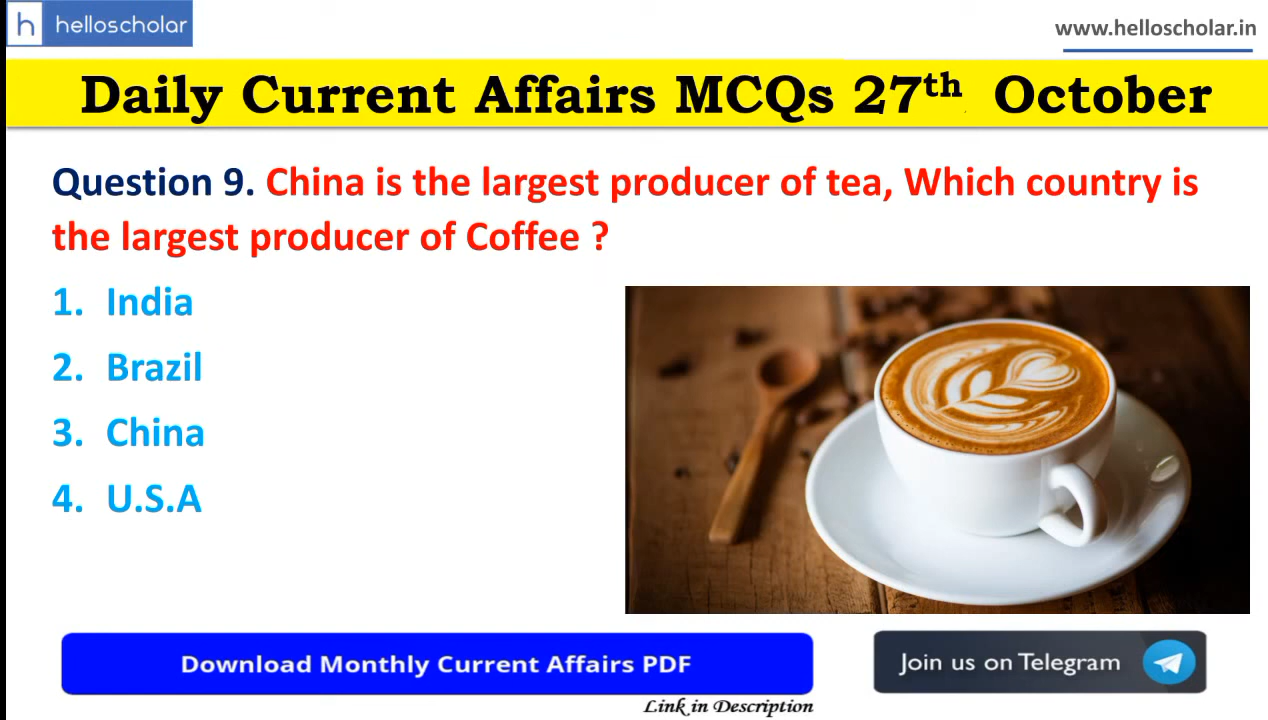 h helloscholar
www.helloscholar.in
Daily Current Affairs MCQs 27th October
Question 9. China is the largest producer of tea, Which country is
the largest producer of Coffee ?
1. India
2. Brazil
3. China
4. U.S.A
Download Monthly Current Affairs PDF
Join us on Telegram
Link in Description